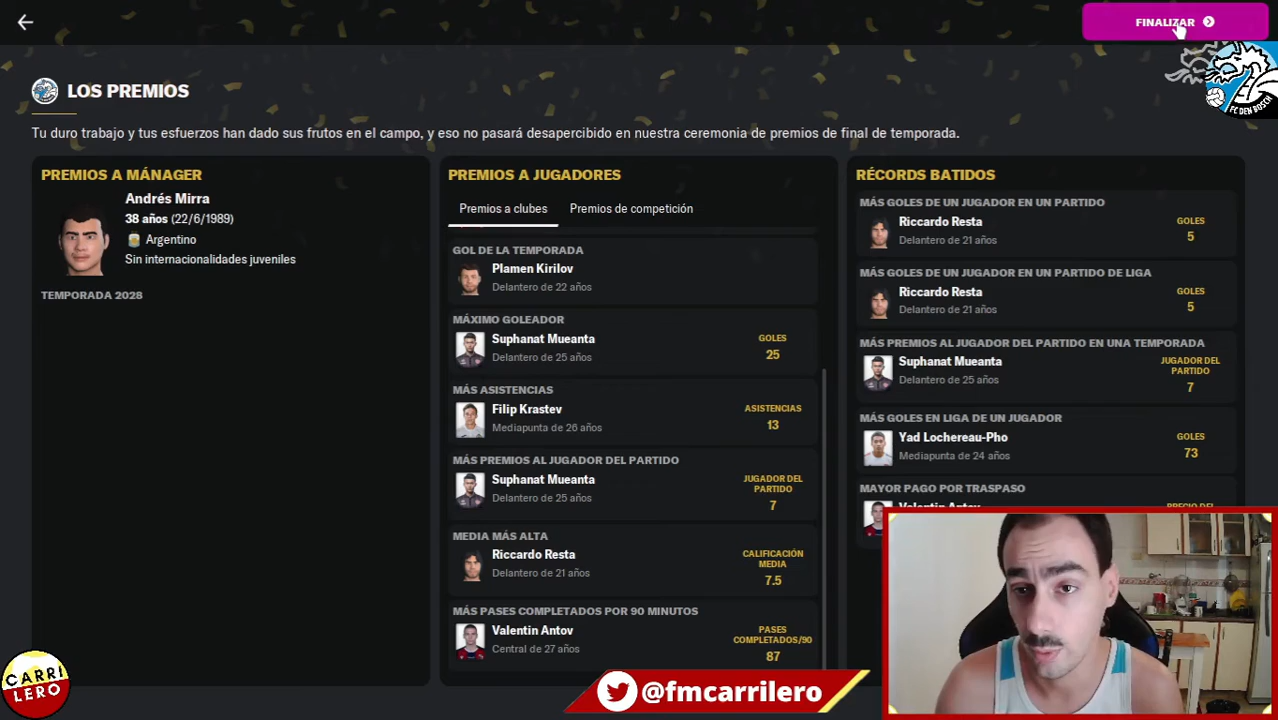 FINALIZAR
FC DEN BOSCH
LOS PREMIOS
Tu duro trabajo y tus esfuerzos han dado sus frutos en el campo, y eso no pasará desapercibido en nuestra ceremonia de premios de final de temporada.
PREMIOS A MÁNAGER
Andrés Mirra
38 años (22/6/1989)
Argentino
Sin internacionalidades juveniles
TEMPORADA 2028
PREMIOS A JUGADORES
Premios a clubes
Premios de competición
GOL DE LA TEMPORADA
Plamen Kirilov
Delantero de 22 años
MÁXIMO GOLEADOR
Suphanat Mueanta
Delantero de 25 años
GOLES
25
MÁS ASISTENCIAS
Filip Krastev
Mediapunta de 26 años
ASISTENCIAS
13
MÁS PREMIOS AL JUGADOR DEL PARTIDO
Suphanat Mueanta
Delantero de 25 años
JUGADOR DEL
PARTIDO
7
MEDIA MÁS ALTA
Riccardo Resta
Delantero de 21 años
CALIFICACIÓN
MEDIA
7.5
MÁS PASES COMPLETADOS POR 90 MINUTOS
Valentin Antov
Central de 27 años
PASES
COMPLETADOS/90
87
RÉCORDS BATIDOS
MÁS GOLES DE UN JUGADOR EN UN PARTIDO
Riccardo Resta
Delantero de 21 años
GOLES
5
MÁS GOLES DE UN JUGADOR EN UN PARTIDO DE LIGA
Riccardo Resta
Delantero de 21 años
GOLES
5
MÁS PREMIOS AL JUGADOR DEL PARTIDO EN UNA TEMPORADA
Suphanat Mueanta
Delantero de 25 años
JUGADOR DEL
PARTIDO
7
MÁS GOLES EN LIGA DE UN JUGADOR
Yad Lochereau-Pho
Mediapunta de 24 años
GOLES
73
MAYOR PAGO POR TRASPASO
Valentin Antov
PRECIO DEL
CARRI
LERO
@fmcarrilero